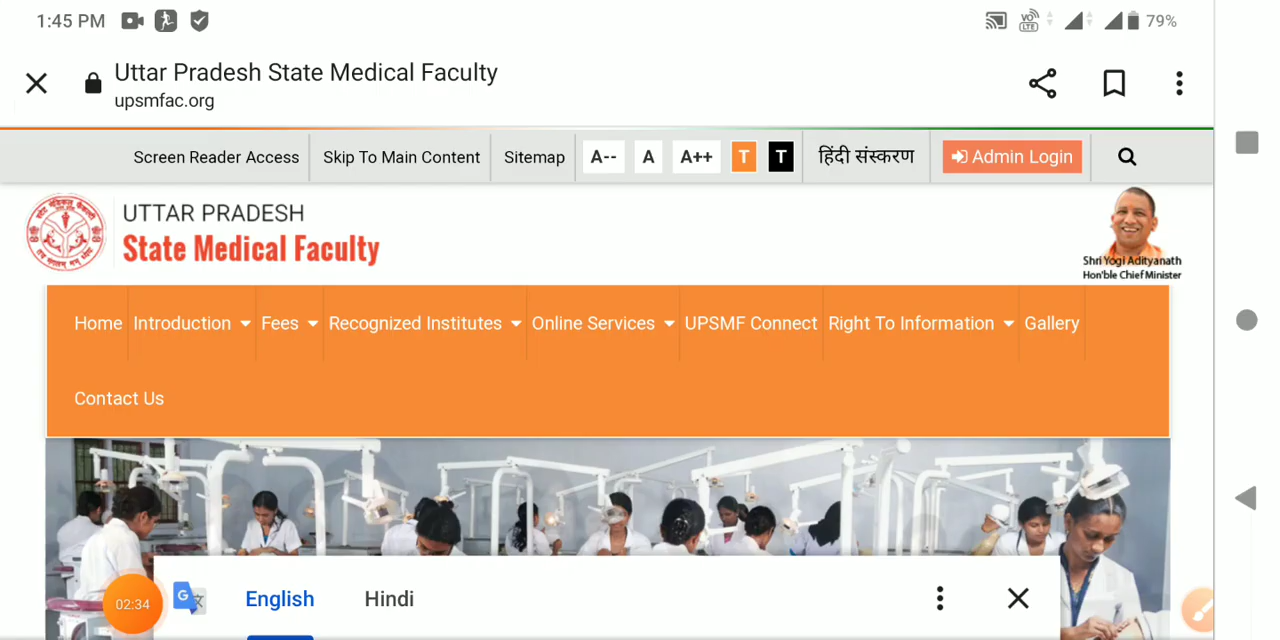 1:45 PM
VO
LTE
79%
Uttar Pradesh State Medical Faculty
upsmfac.org
Screen Reader Access Skip To Main Content Sitemap A-- A A++ T T हिंदी संस्करण Admin Login
UTTAR PRADESH
State Medical Faculty
Shri Yogi Adityanath
Hon'ble Chief Minister
Home Introduction Fees Recognized Institutes Online Services UPSMF Connect Right To Information Gallery
Contact Us
02:34
G
English Hindi